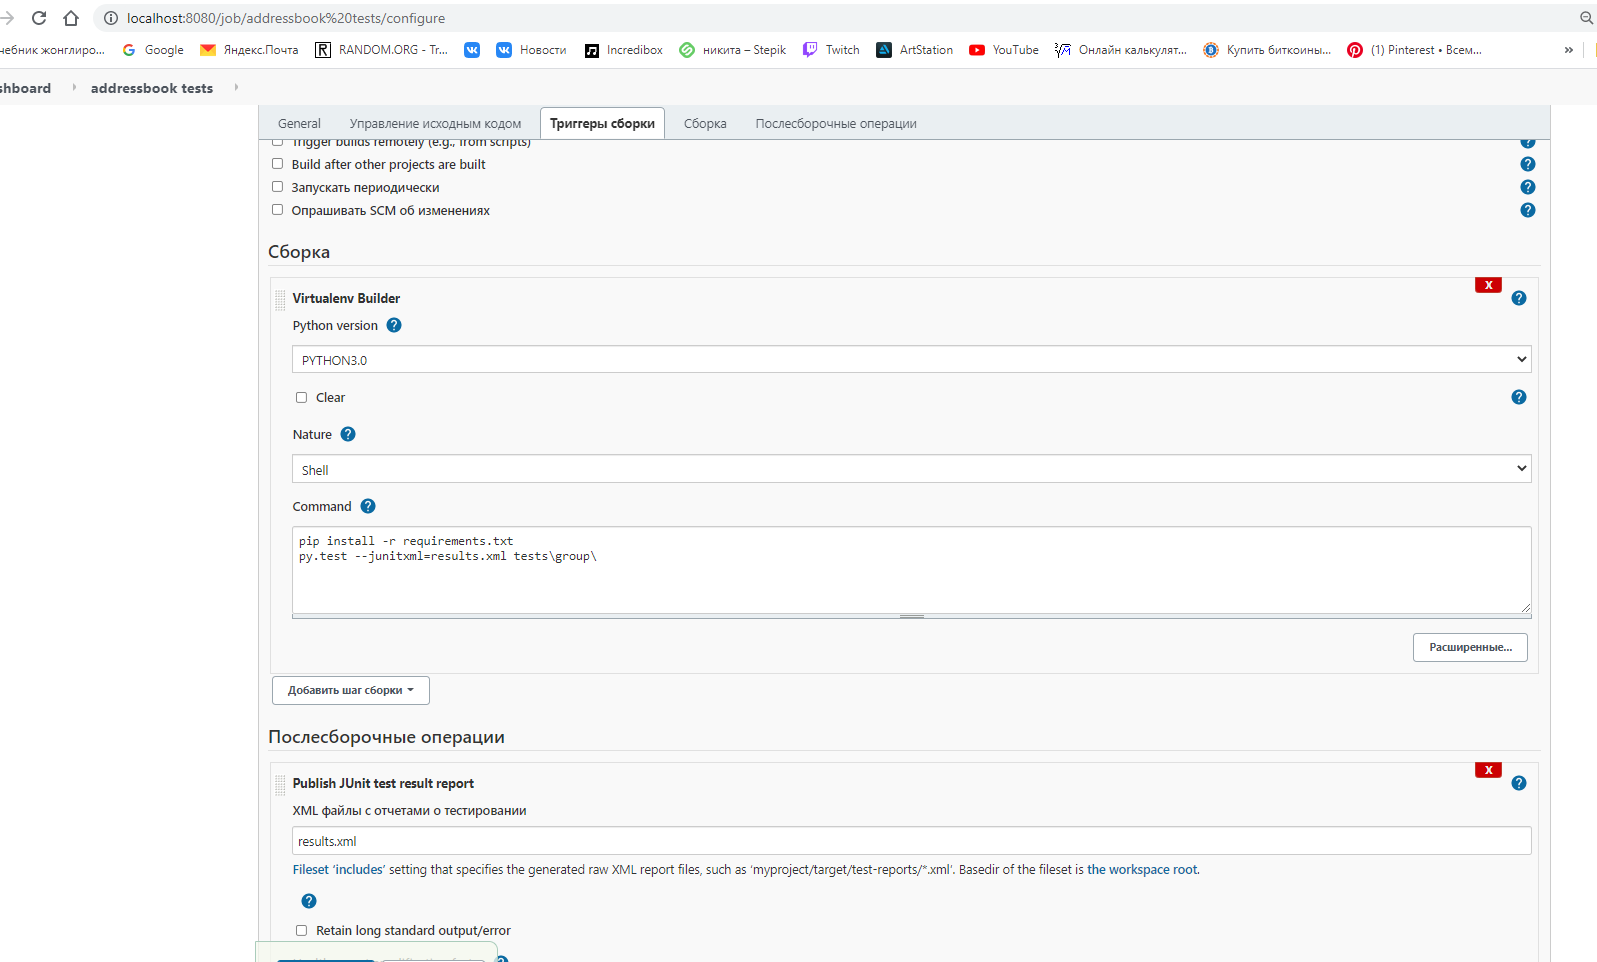 localhost:8080/job/addressbook%20tests/configure
чебник жонглиро... Google Яндекс.Почта RANDOM.ORG - Tr... Новости Incredibox никита – Stepik Twitch ArtStation YouTube Онлайн калькулят... Купить биткоины... (1) Pinterest • Всем... »
shboard addressbook tests
General Управление исходным кодом Триггеры сборки Сборка Послесборочные операции
Trigger builds remotely (e.g., from scripts)
Build after other projects are built
Запускать периодически
Опрашивать SCM об изменениях
Сборка
X
Virtualenv Builder
Python version
PYTHON3.0
Clear
Nature
Shell
Command
pip install -r requirements.txt
py.test --junitxml=results.xml tests\group\
Расширенные...
Добавить шаг сборки
Послесборочные операции
X
Publish JUnit test result report
XML файлы с отчетами о тестировании
results.xml
Fileset ‘includes’ setting that specifies the generated raw XML report files, such as ‘myproject/target/test-reports/*.xml’. Basedir of the fileset is the workspace root.
Retain long standard output/error